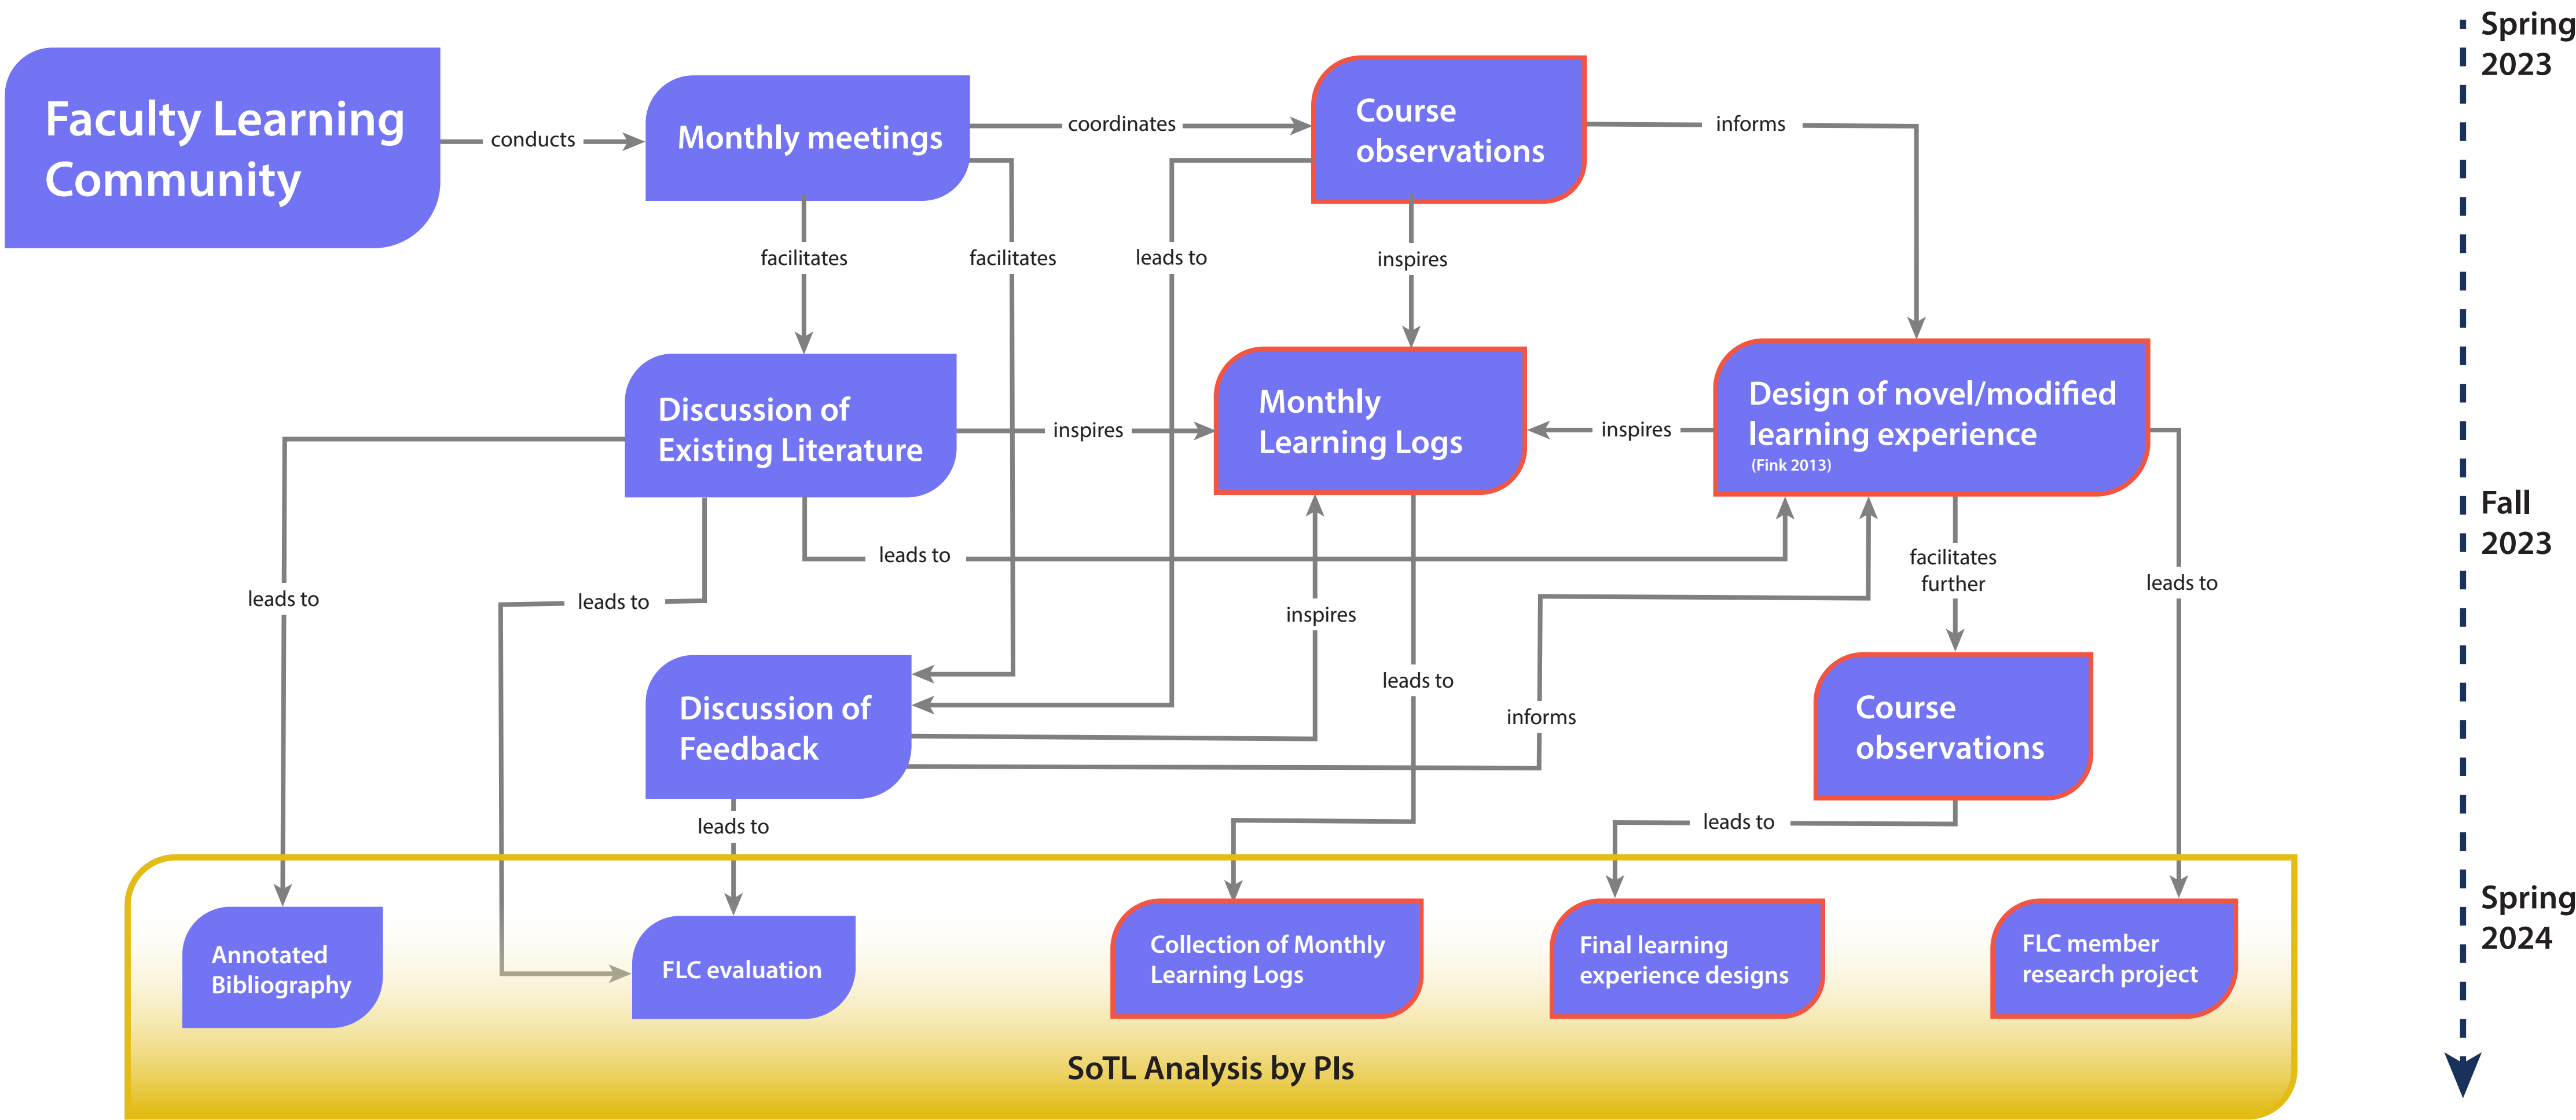 Spring
2023
Faculty Learning
Community
conducts
Monthly meetings
coordinates
Course
observations
informs
facilitates
facilitates
leads to
inspires
Discussion of
Existing Literature
inspires
Monthly
Learning Logs
inspires
Design of novel/modified
learning experience
(Fink 2013)
Fall
2023
leads to
leads to
leads to
inspires
facilitates
further
leads to
Discussion of
Feedback
leads to
informs
Course
observations
leads to
leads to
Annotated
Bibliography
FLC evaluation
Collection of Monthly
Learning Logs
Final learning
experience designs
FLC member
research project
Spring
2024
SoTL Analysis by PIs